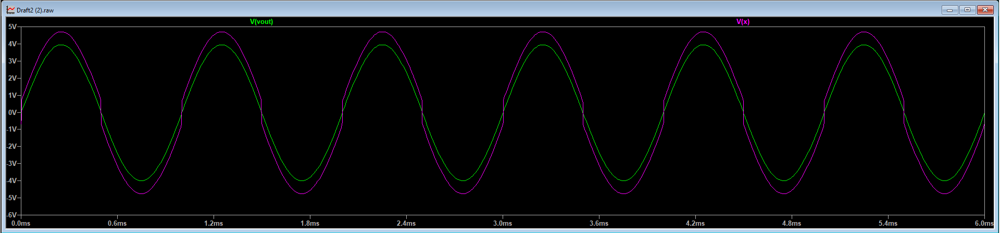 Draft2 (2).raw
V(vout) V(x)
5V
4V
3V
2V
1V
0V
-1V
-2V
-3V
-4V
-5V
-6V
0.0ms 0.6ms 1.2ms 1.8ms 2.4ms 3.0ms 3.6ms 4.2ms 4.8ms 5.4ms 6.0ms